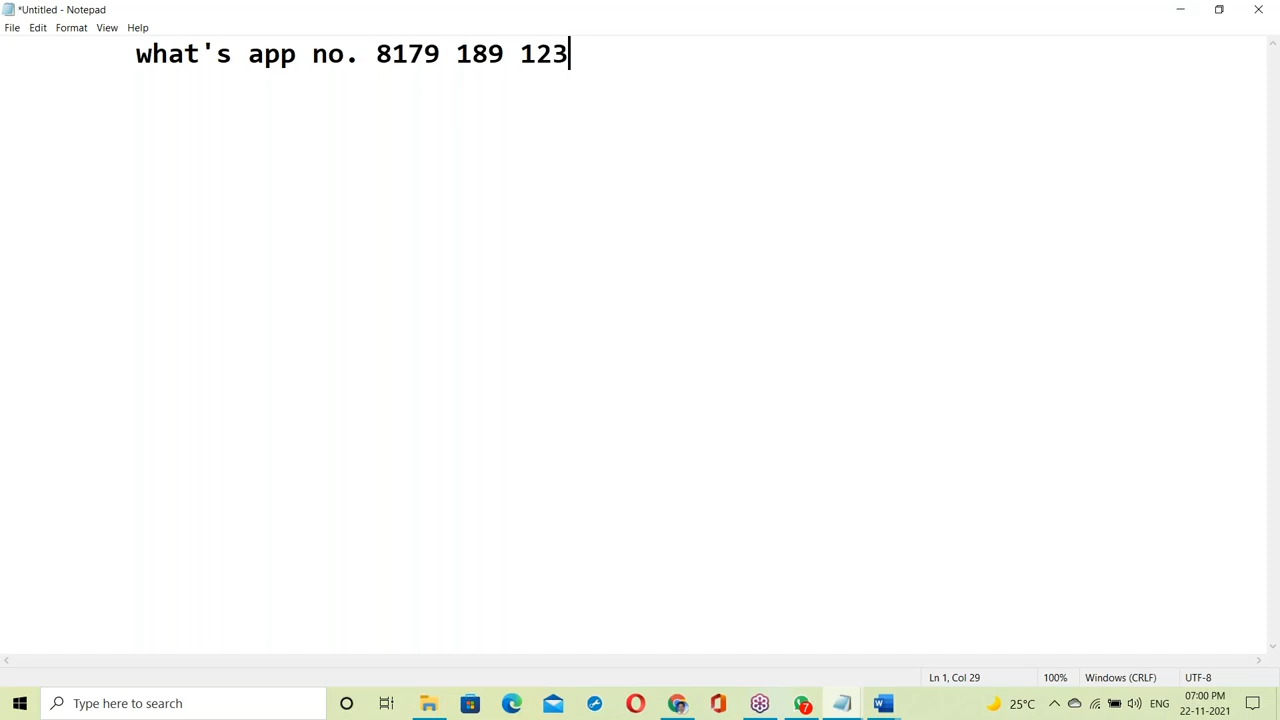 *Untitled - Notepad
File Edit Format View Help
what's app no. 8179 189 123
Ln 1, Col 29 100% Windows (CRLF) UTF-8
Type here to search 7 25°C ENG 07:00 PM
22-11-2021